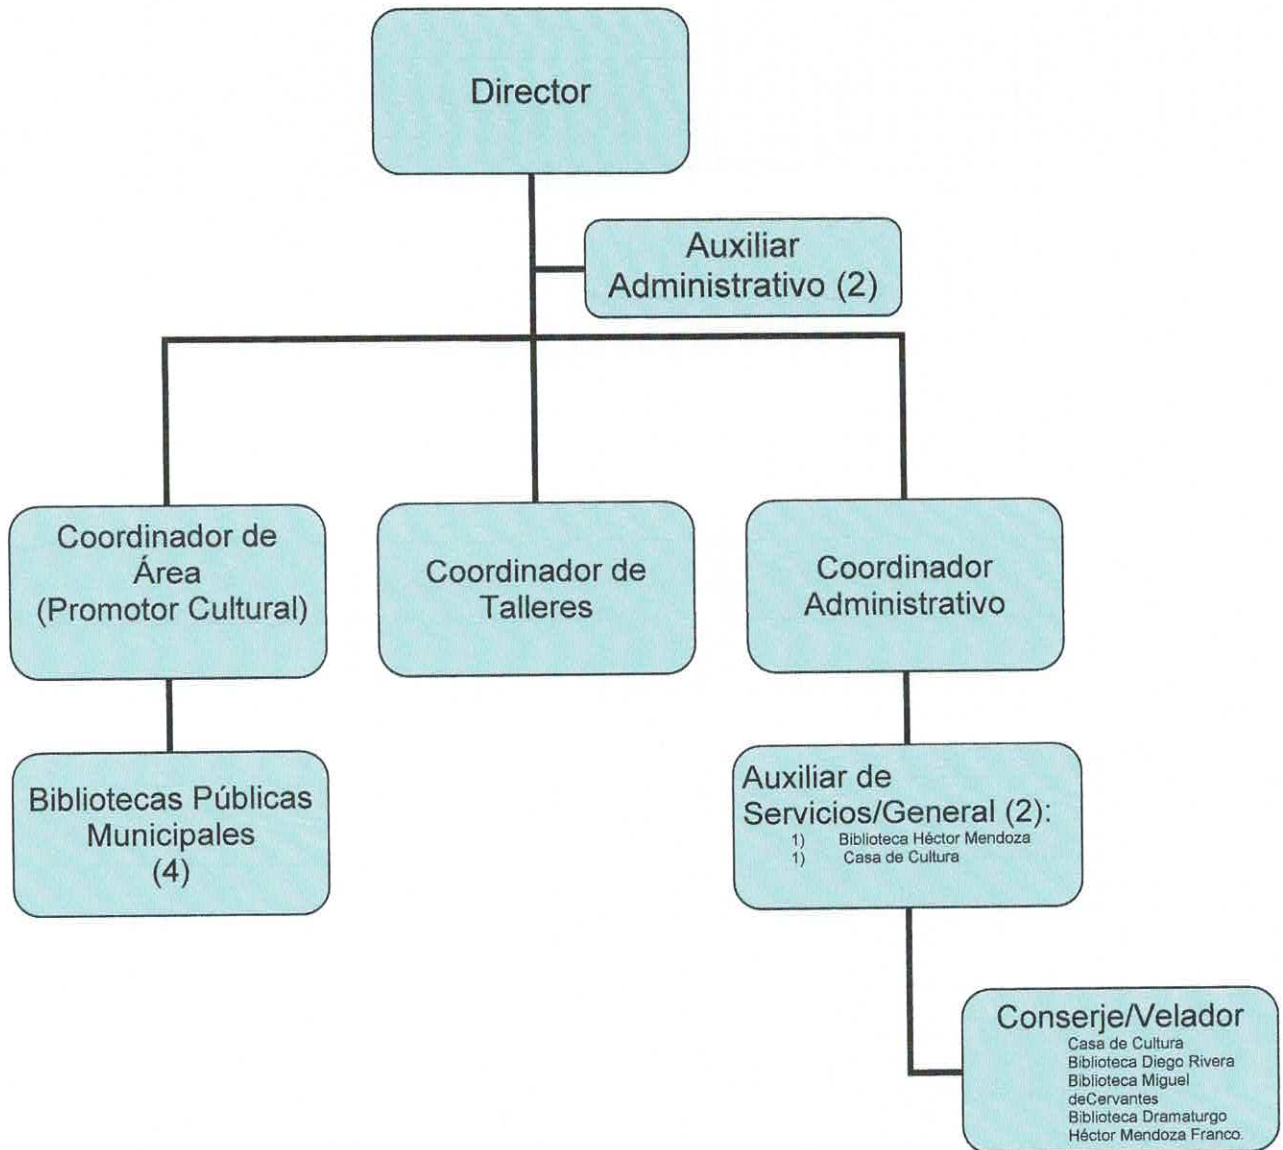 Director
Auxiliar
Administrativo (2)
Coordinador de
Área
(Promotor Cultural)
Coordinador de
Talleres
Coordinador
Administrativo
Bibliotecas Públicas
Municipales
(4)
Auxiliar de
Servicios/General (2):
1) Biblioteca Héctor Mendoza
1) Casa de Cultura
Conserje/Velador
Casa de Cultura
Biblioteca Diego Rivera
Biblioteca Miguel
deCervantes
Biblioteca Dramaturgo
Héctor Mendoza Franco.